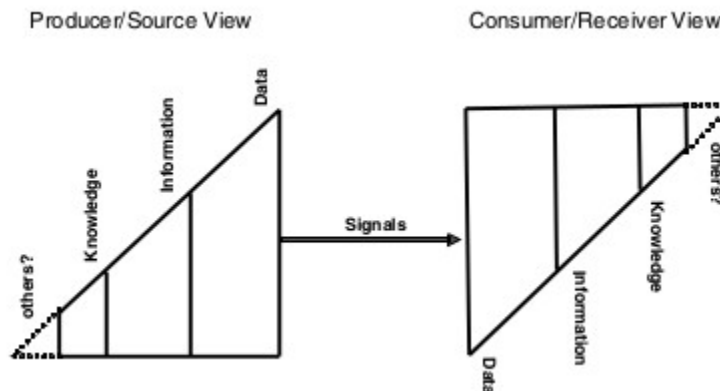 Producer/Source View
Consumer/Receiver View
Data
Information
Knowledge
others?
Signals
others?
Knowledge
Information
Data